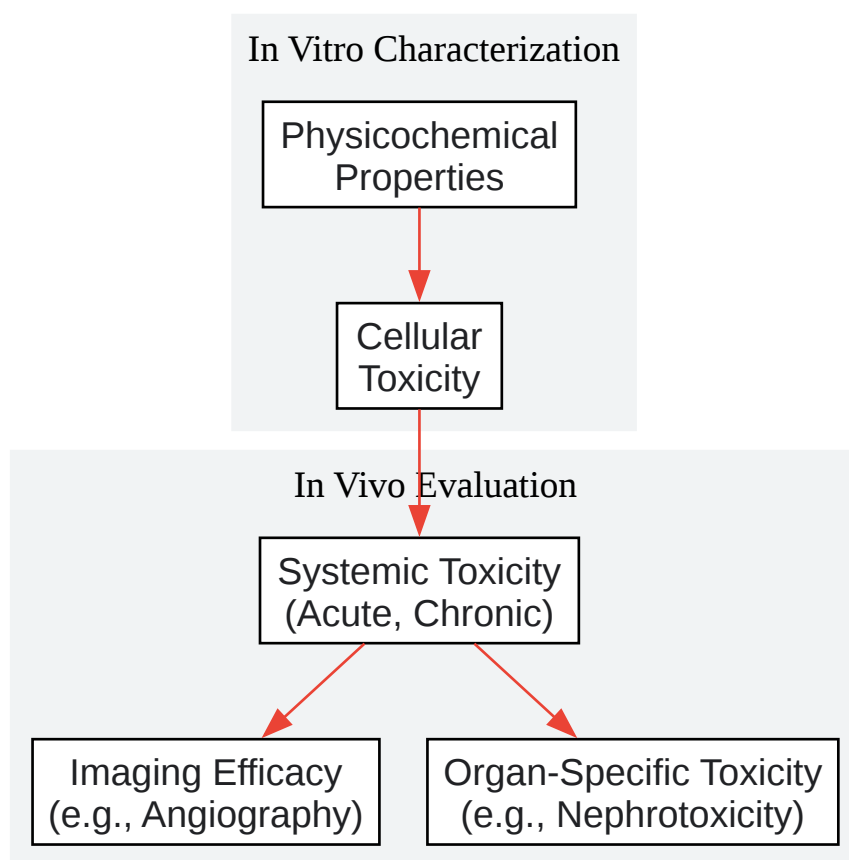 In Vitro Characterization
Physicochemical
Properties
Cellular
Toxicity
In Vivo Evaluation
Systemic Toxicity
(Acute, Chronic)
Imaging Efficacy
(e.g., Angiography)
Organ-Specific Toxicity
(e.g., Nephrotoxicity)